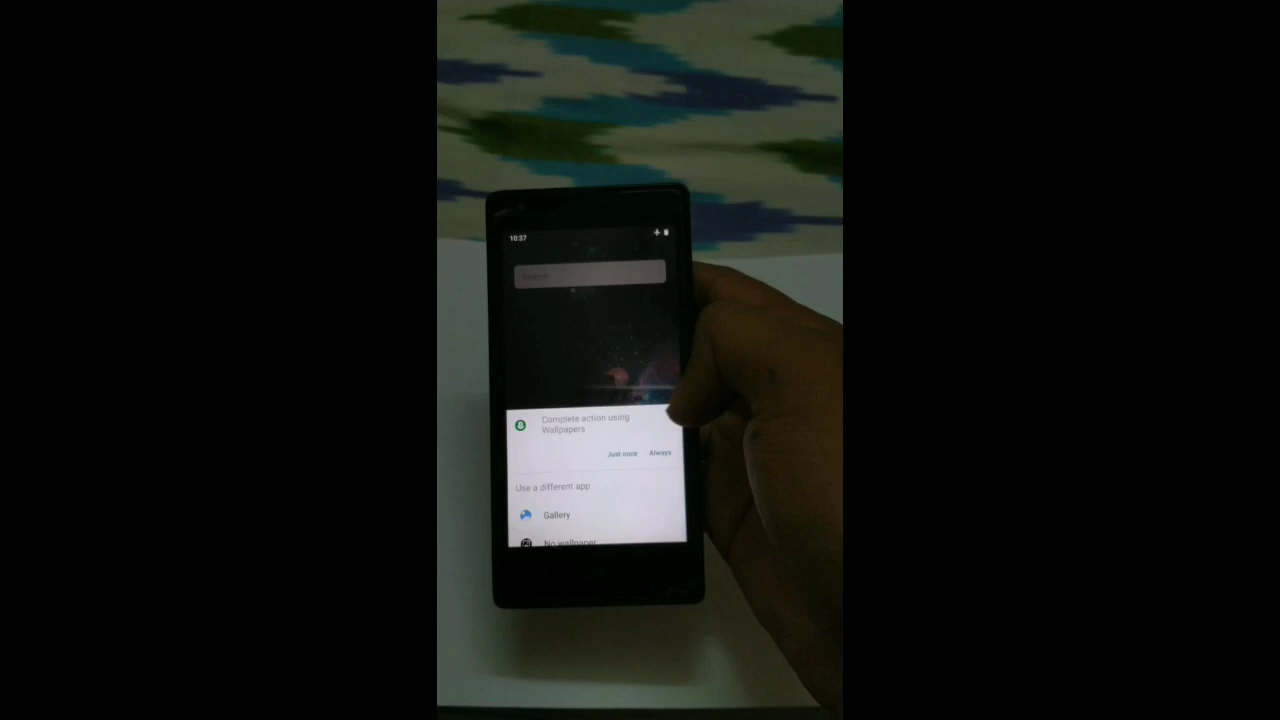 10:37
Search
Complete action using
Wallpapers
Just once
Always
Use a different app
Gallery
No wallpaper